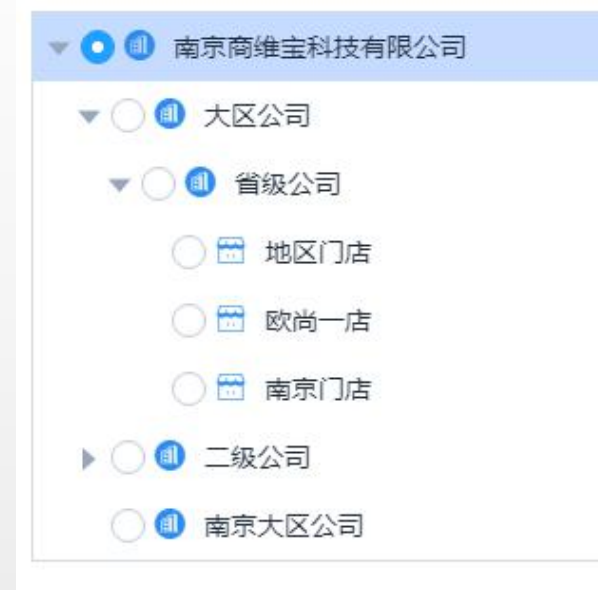 南京商维宝科技有限公司
大区公司
省级公司
地区门店
欧尚一店
南京门店
二级公司
南京大区公司